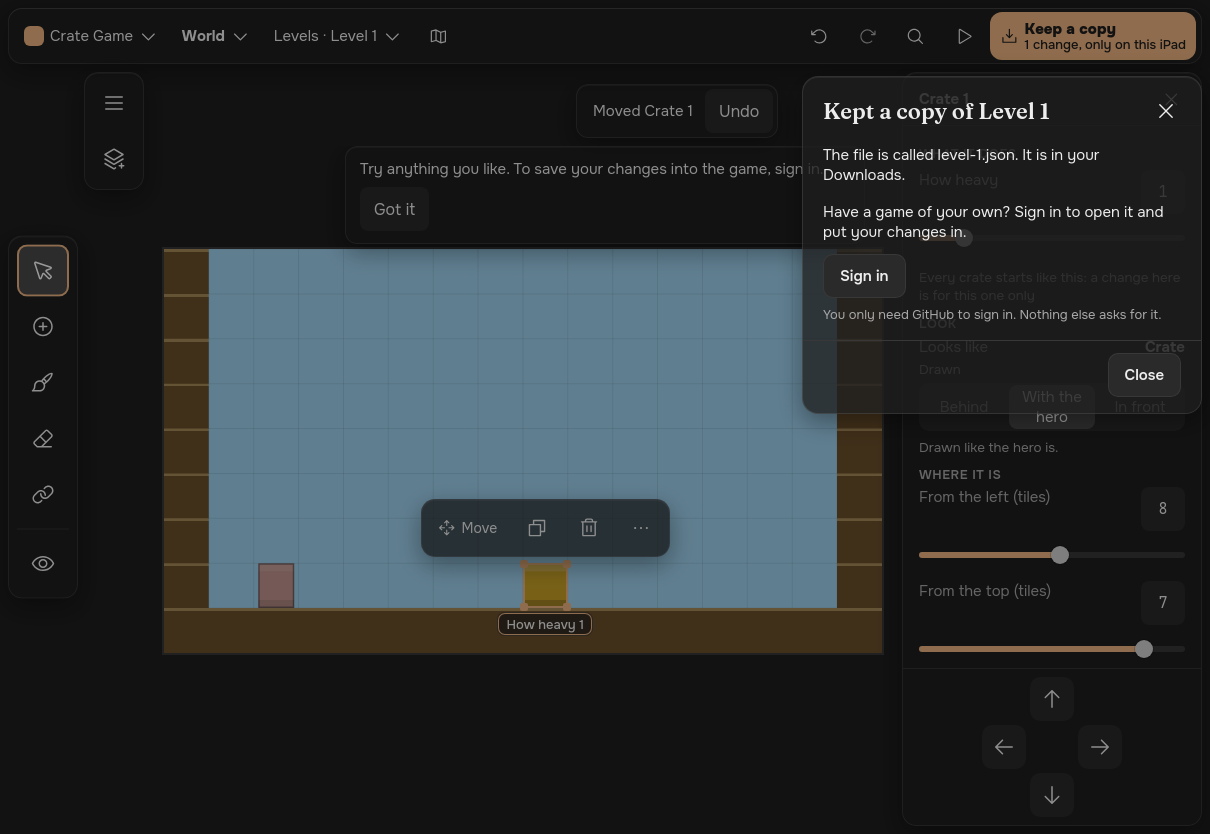 Crate Game
World
Levels · Level 1
Keep a copy
1 change, only on this iPad
Moved Crate 1
Undo
Try anything you like. To save your changes into the game, sign in.
Got it
Crate 1
Kept a copy of Level 1
The file is called level-1.json. It is in your
Downloads.
How heavy
1
Have a game of your own? Sign in to open it and
put your changes in.
Sign in
Every crate starts like this: a change here
is for this one only
You only need GitHub to sign in. Nothing else asks for it.
LOOK
Looks like
Crate
Drawn
Close
Behind
With the
hero
In front
Drawn like the hero is.
WHERE IT IS
From the left (tiles)
8
From the top (tiles)
7
Move
How heavy 1